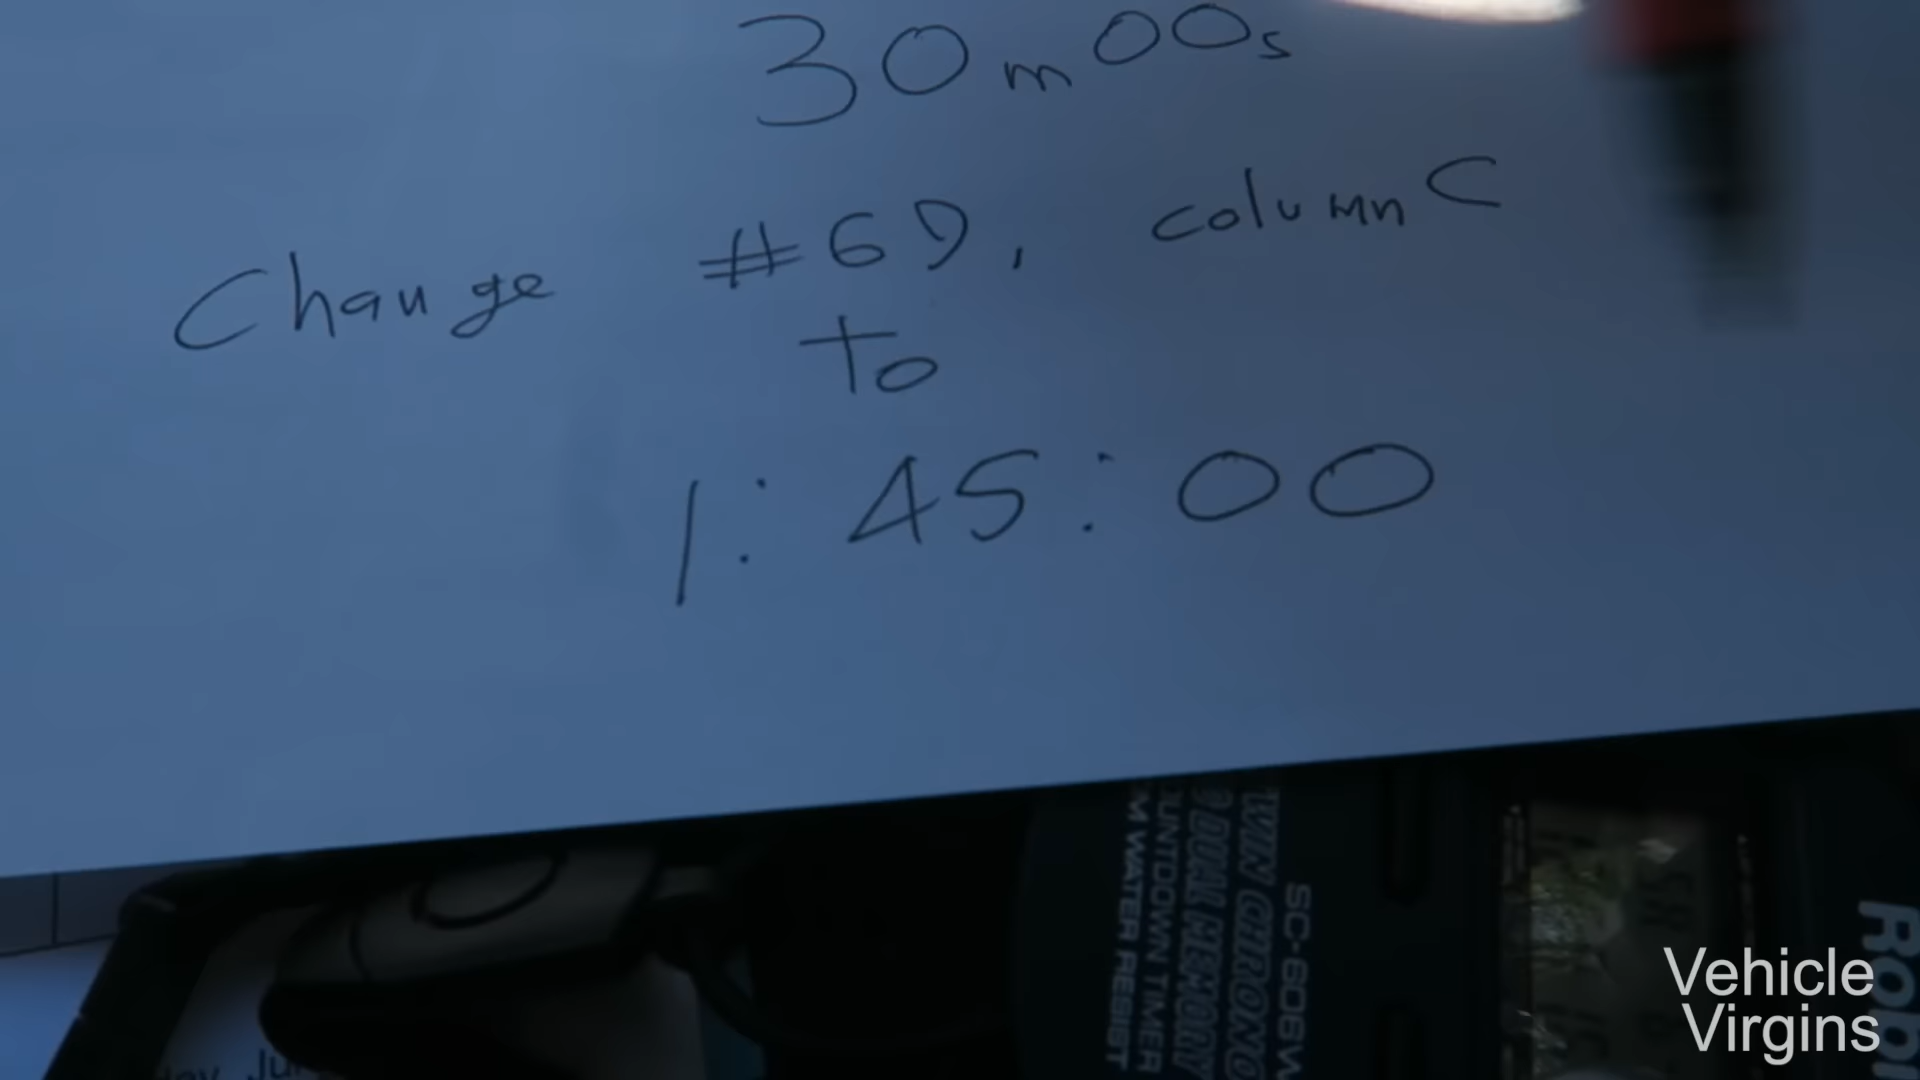 30m00s
Change #69, column C
to
1:45:00
TWIN CHRONO
DUAL MEMORY
COUNTDOWN TIMER
M WATER RESIST
SC-606W
Vehicle
Virgins